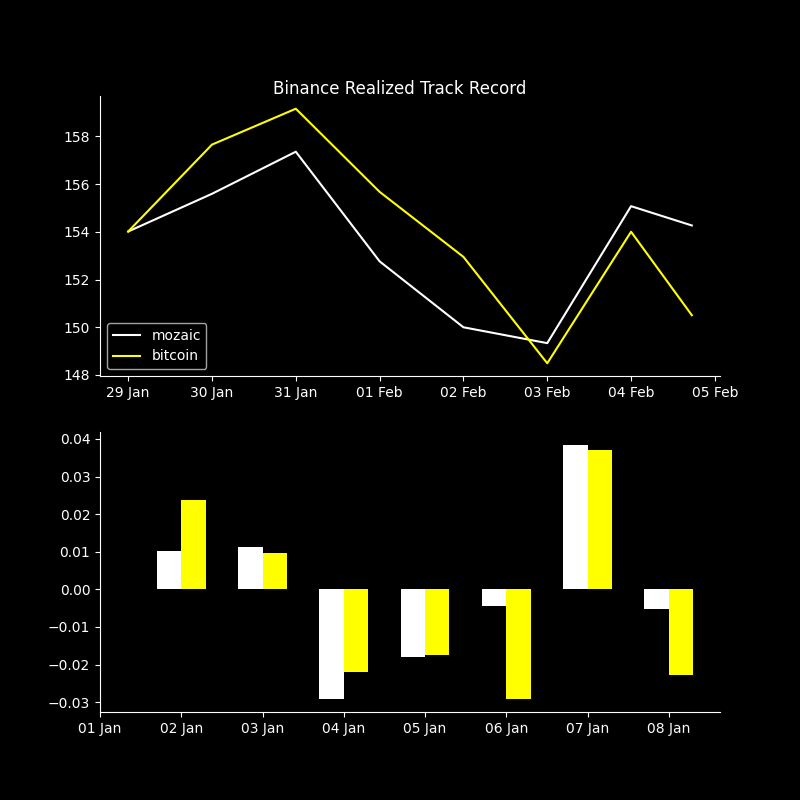 Binance Realized Track Record
158
156
154
152
150
148
mozaic
bitcoin
29 Jan 30 Jan 31 Jan 01 Feb 02 Feb 03 Feb 04 Feb 05 Feb
0.04
0.03
0.02
0.01
0.00
−0.01
−0.02
−0.03
01 Jan 02 Jan 03 Jan 04 Jan 05 Jan 06 Jan 07 Jan 08 Jan